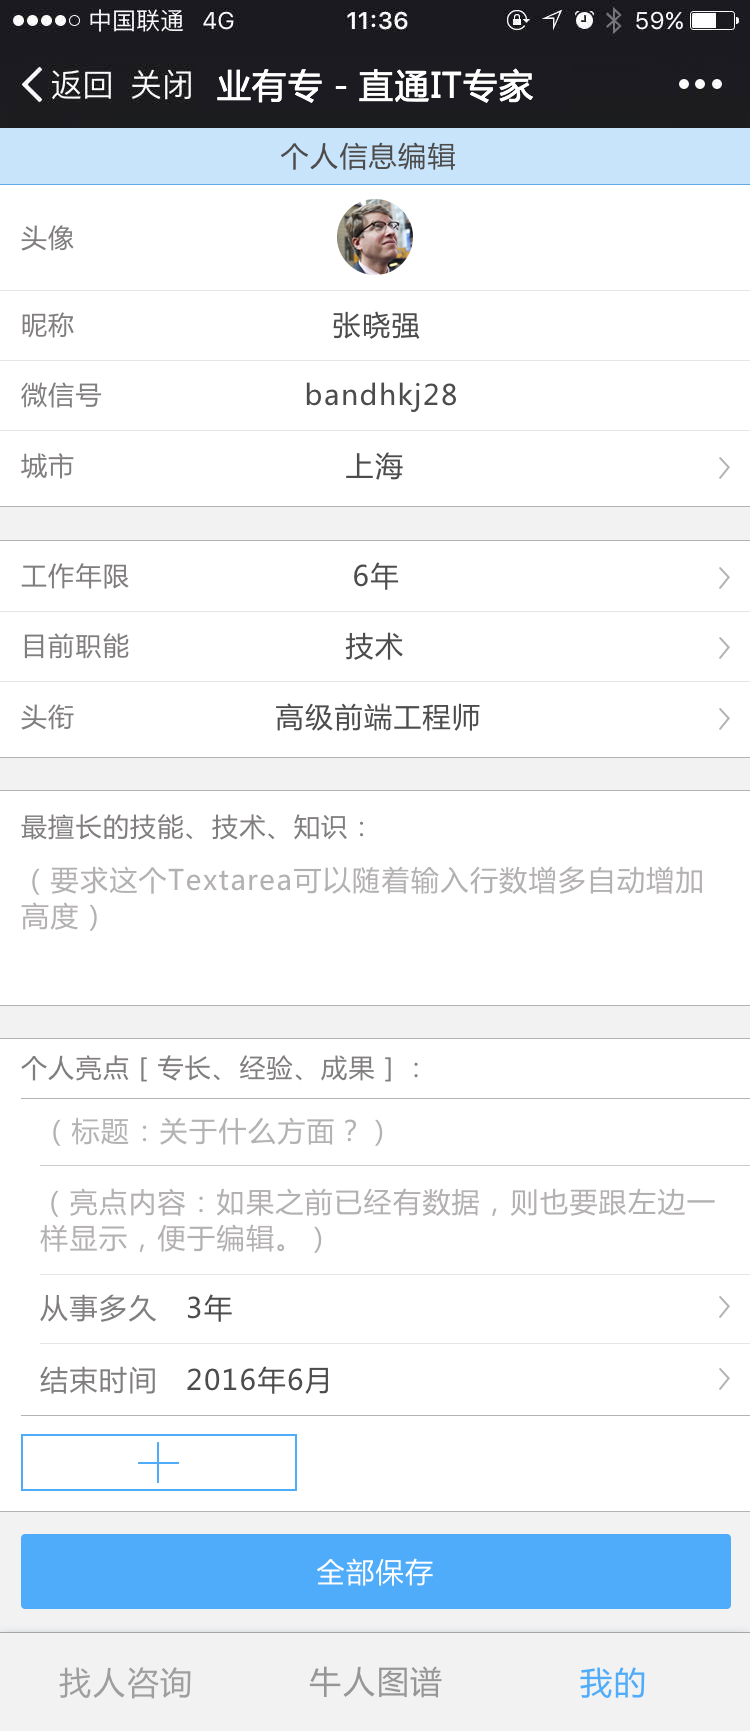 中国联通 4G 11:36 59%
返回 关闭 业有专 - 直通IT专家
个人信息编辑
头像
昵称 张晓强
微信号 bandhkj28
城市 上海
工作年限 6年
目前职能 技术
头衔 高级前端工程师
最擅长的技能、技术、知识：
（要求这个Textarea可以随着输入行数增多自动增加
高度）
个人亮点 [ 专长、经验、成果 ] ：
（标题：关于什么方面？）
（亮点内容：如果之前已经有数据，则也要跟左边一
样显示，便于编辑。）
从事多久 3年
结束时间 2016年6月
全部保存
找人咨询 牛人图谱 我的